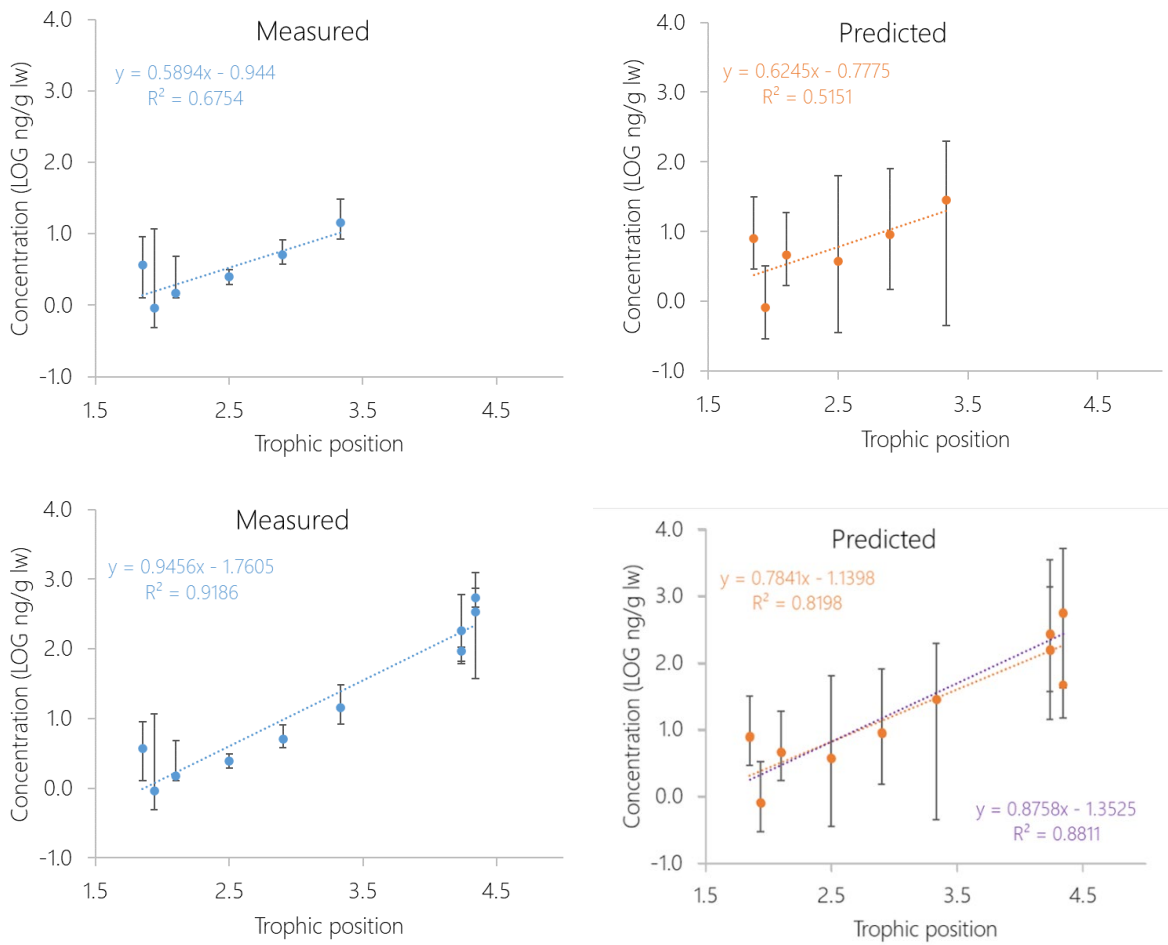 Measured
y = 0.5894x - 0.944
R² = 0.6754
Concentration (LOG ng/g lw)
4.0
3.0
2.0
1.0
0.0
-1.0
1.5
2.5
3.5
4.5
Trophic position
Predicted
y = 0.6245x - 0.7775
R² = 0.5151
Concentration (LOG ng/g lw)
4.0
3.0
2.0
1.0
0.0
-1.0
1.5
2.5
3.5
4.5
Trophic position
Measured
y = 0.9456x - 1.7605
R² = 0.9186
Concentration (LOG ng/g lw)
4.0
3.0
2.0
1.0
0.0
-1.0
1.5
2.5
3.5
4.5
Trophic position
Predicted
y = 0.7841x - 1.1398
R² = 0.8198
Concentration (LOG ng/g lw)
4.0
3.0
2.0
1.0
0.0
-1.0
y = 0.8758x - 1.3525
R² = 0.8811
1.5
2.5
3.5
4.5
Trophic position